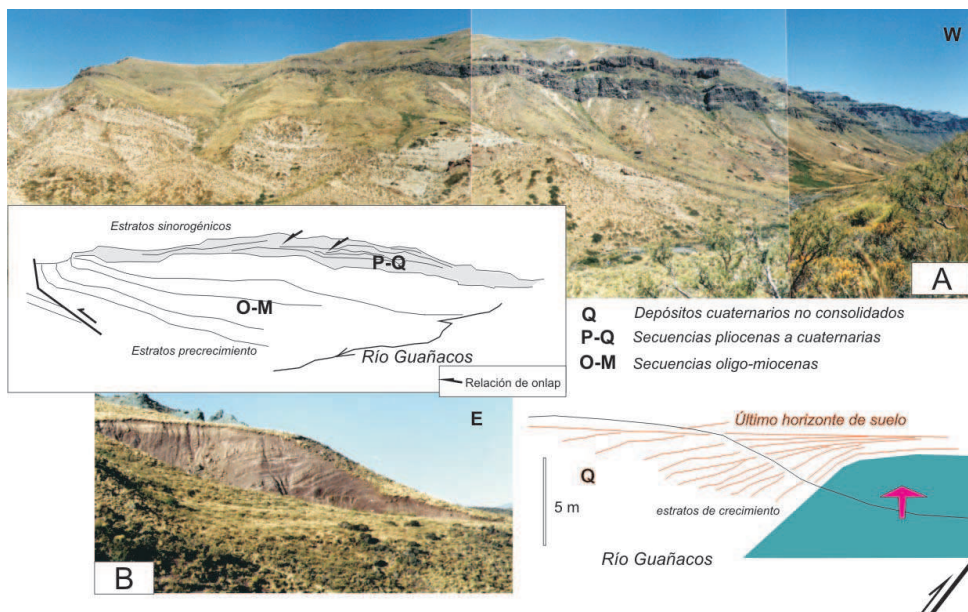 W
A
Estratos sinorogénicos
P-Q
O-M
Estratos precrecimiento
Río Guañacos
Relación de onlap
Q Depósitos cuaternarios no consolidados
P-Q Secuencias pliocenas a cuaternarias
O-M Secuencias oligo-miocenas
E
B
Último horizonte de suelo
Q
5 m
estratos de crecimiento
Río Guañacos